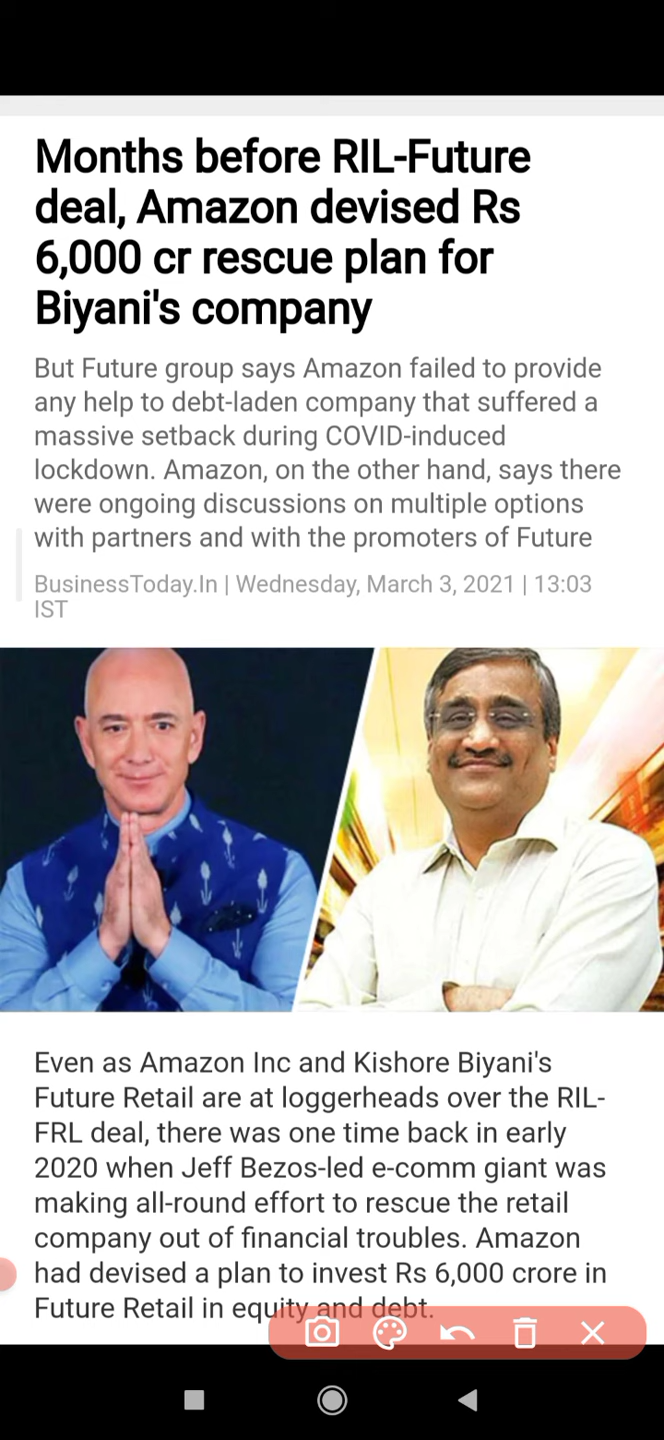 Months before RIL-Future
deal, Amazon devised Rs
6,000 cr rescue plan for
Biyani's company
But Future group says Amazon failed to provide
any help to debt-laden company that suffered a
massive setback during COVID-induced
lockdown. Amazon, on the other hand, says there
were ongoing discussions on multiple options
with partners and with the promoters of Future
BusinessToday.In | Wednesday, March 3, 2021 | 13:03
IST
Even as Amazon Inc and Kishore Biyani's
Future Retail are at loggerheads over the RIL-
FRL deal, there was one time back in early
2020 when Jeff Bezos-led e-comm giant was
making all-round effort to rescue the retail
company out of financial troubles. Amazon
had devised a plan to invest Rs 6,000 crore in
Future Retail in equity and debt.